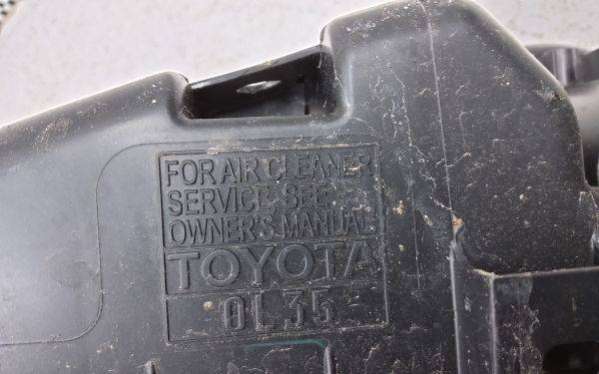 FOR AIR CLEANER
SERVICE SEE
OWNER'S MANUAL
TOYOTA
0L35